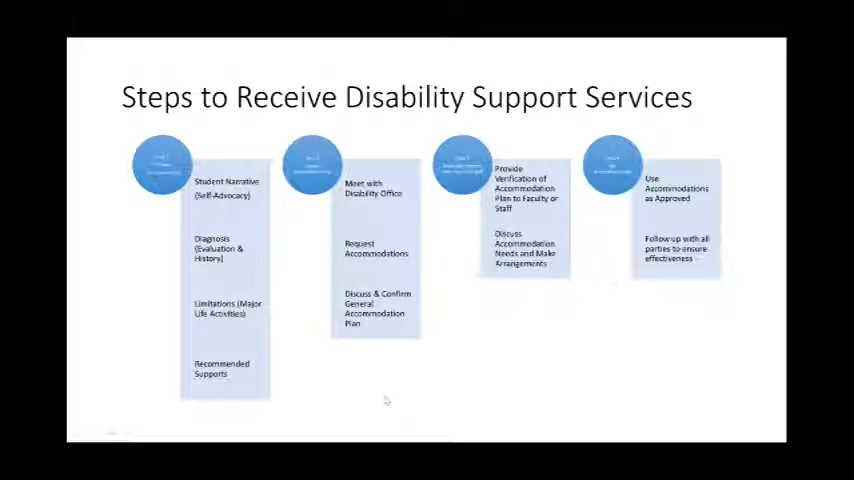 Steps to Receive Disability Support Services
Student Narrative
(Self-Advocacy)
Diagnosis
(Evaluation &
History)
Limitations (Major
Life Activities)
Recommended
Supports
Meet with
Disability Office
Request
Accommodations
Discuss & Confirm
General
Accommodation
Plan
Provide
Verification of
Accommodation
Plan to Faculty or
Staff
Discuss
Accommodation
Needs and Make
Arrangements
Use
Accommodations
as Approved
Follow up with all
parties to ensure
effectiveness